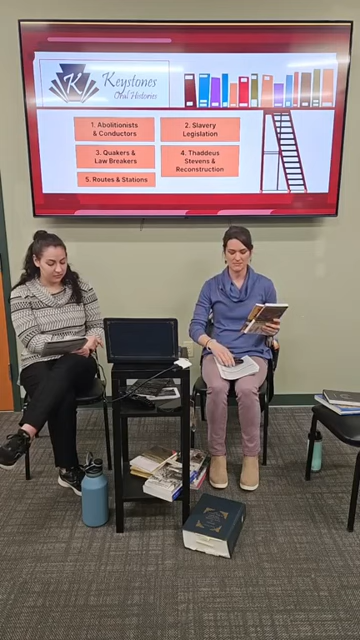 K
Keystones
Oral Histories
1. Abolitionists
& Conductors
2. Slavery
Legislation
3. Quakers &
Law Breakers
4. Thaddeus
Stevens &
Reconstruction
5. Routes & Stations